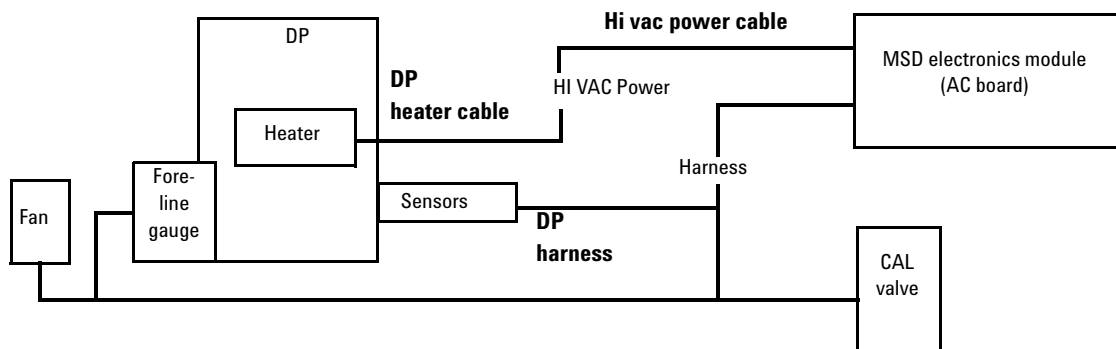 Hi vac power cable
DP
MSD electronics module
(AC board)
DP
heater cable
HI VAC Power
Heater
Harness
Fore-
line
gauge
Fan
Sensors
DP
harness
CAL
valve